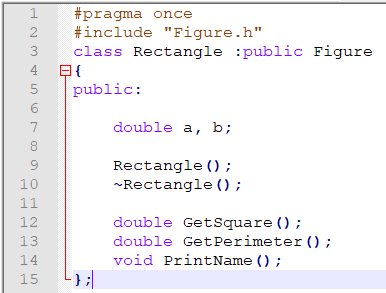 1 #pragma once
2 #include "Figure.h"
3 class Rectangle :public Figure
4 {
5 public:
6
7 double a, b;
8
9 Rectangle();
10 ~Rectangle();
11
12 double GetSquare();
13 double GetPerimeter();
14 void PrintName();
15 };